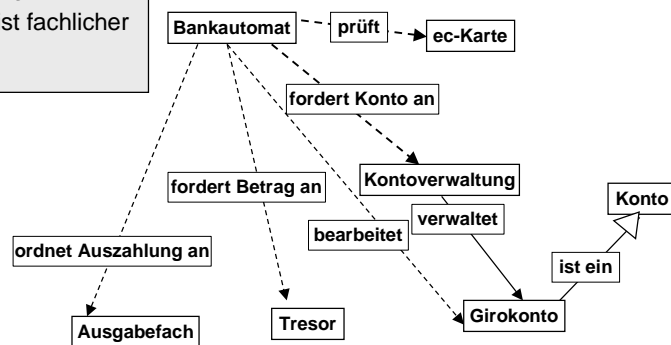 ist fachlicher
Bankautomat
prüft
ec-Karte
fordert Konto an
fordert Betrag an
Kontoverwaltung
Konto
verwaltet
bearbeitet
ordnet Auszahlung an
ist ein
Ausgabefach
Tresor
Girokonto